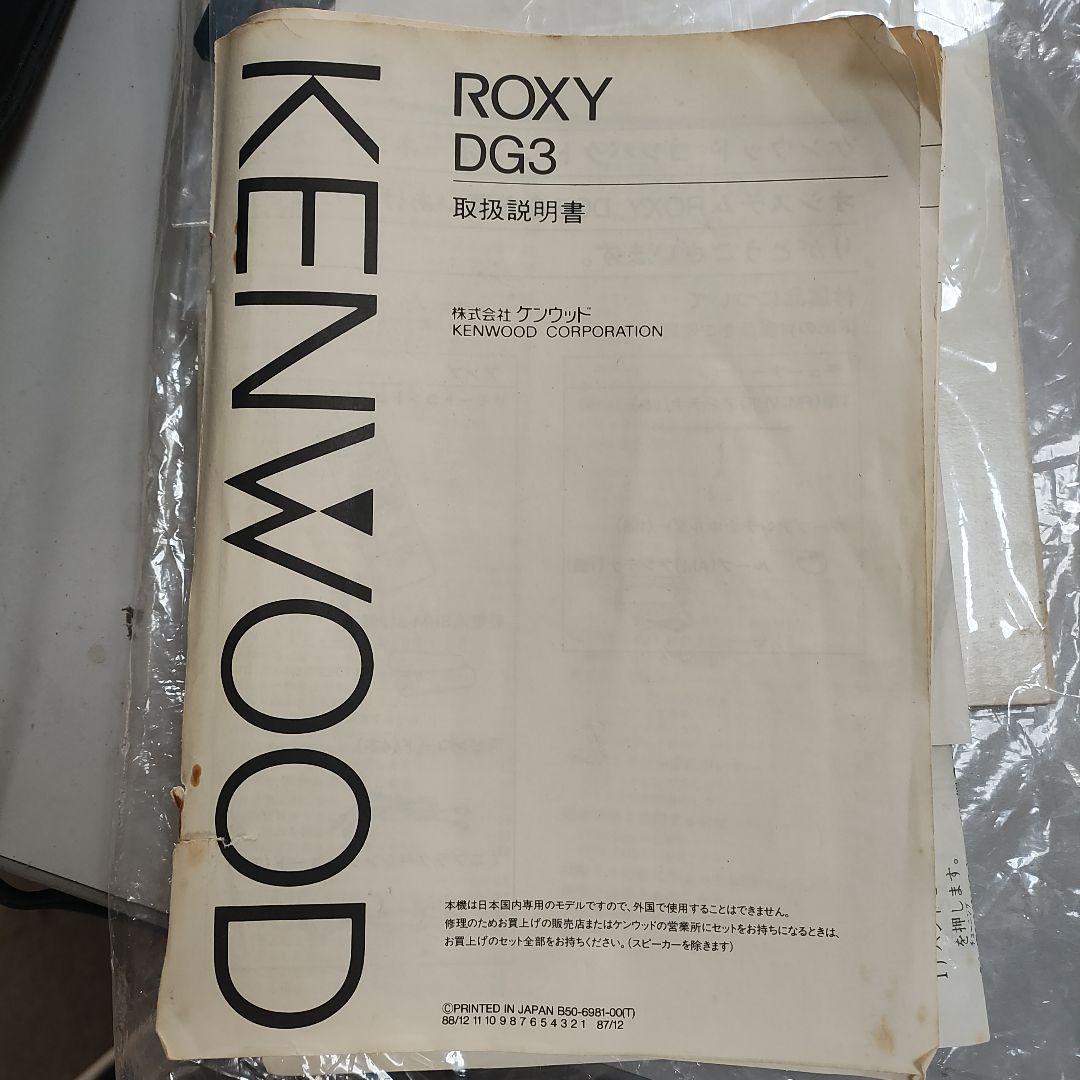 KENWOOD
ROXY
DG3
取扱説明書
株式会社 ケンウッド
KENWOOD CORPORATION
本機は日本国内専用のモデルですので、外国で使用することはできません。
修理のためお買上げの販売店またはケンウッドの営業所にセットをお持ちになるときは、
お買上げのセット全部をお持ちください。(スピーカーを除きます)
©PRINTED IN JAPAN B50-6981-00(T)
88/12 11 10 9 8 7 6 5 4 3 2 1 87/12
を押します。